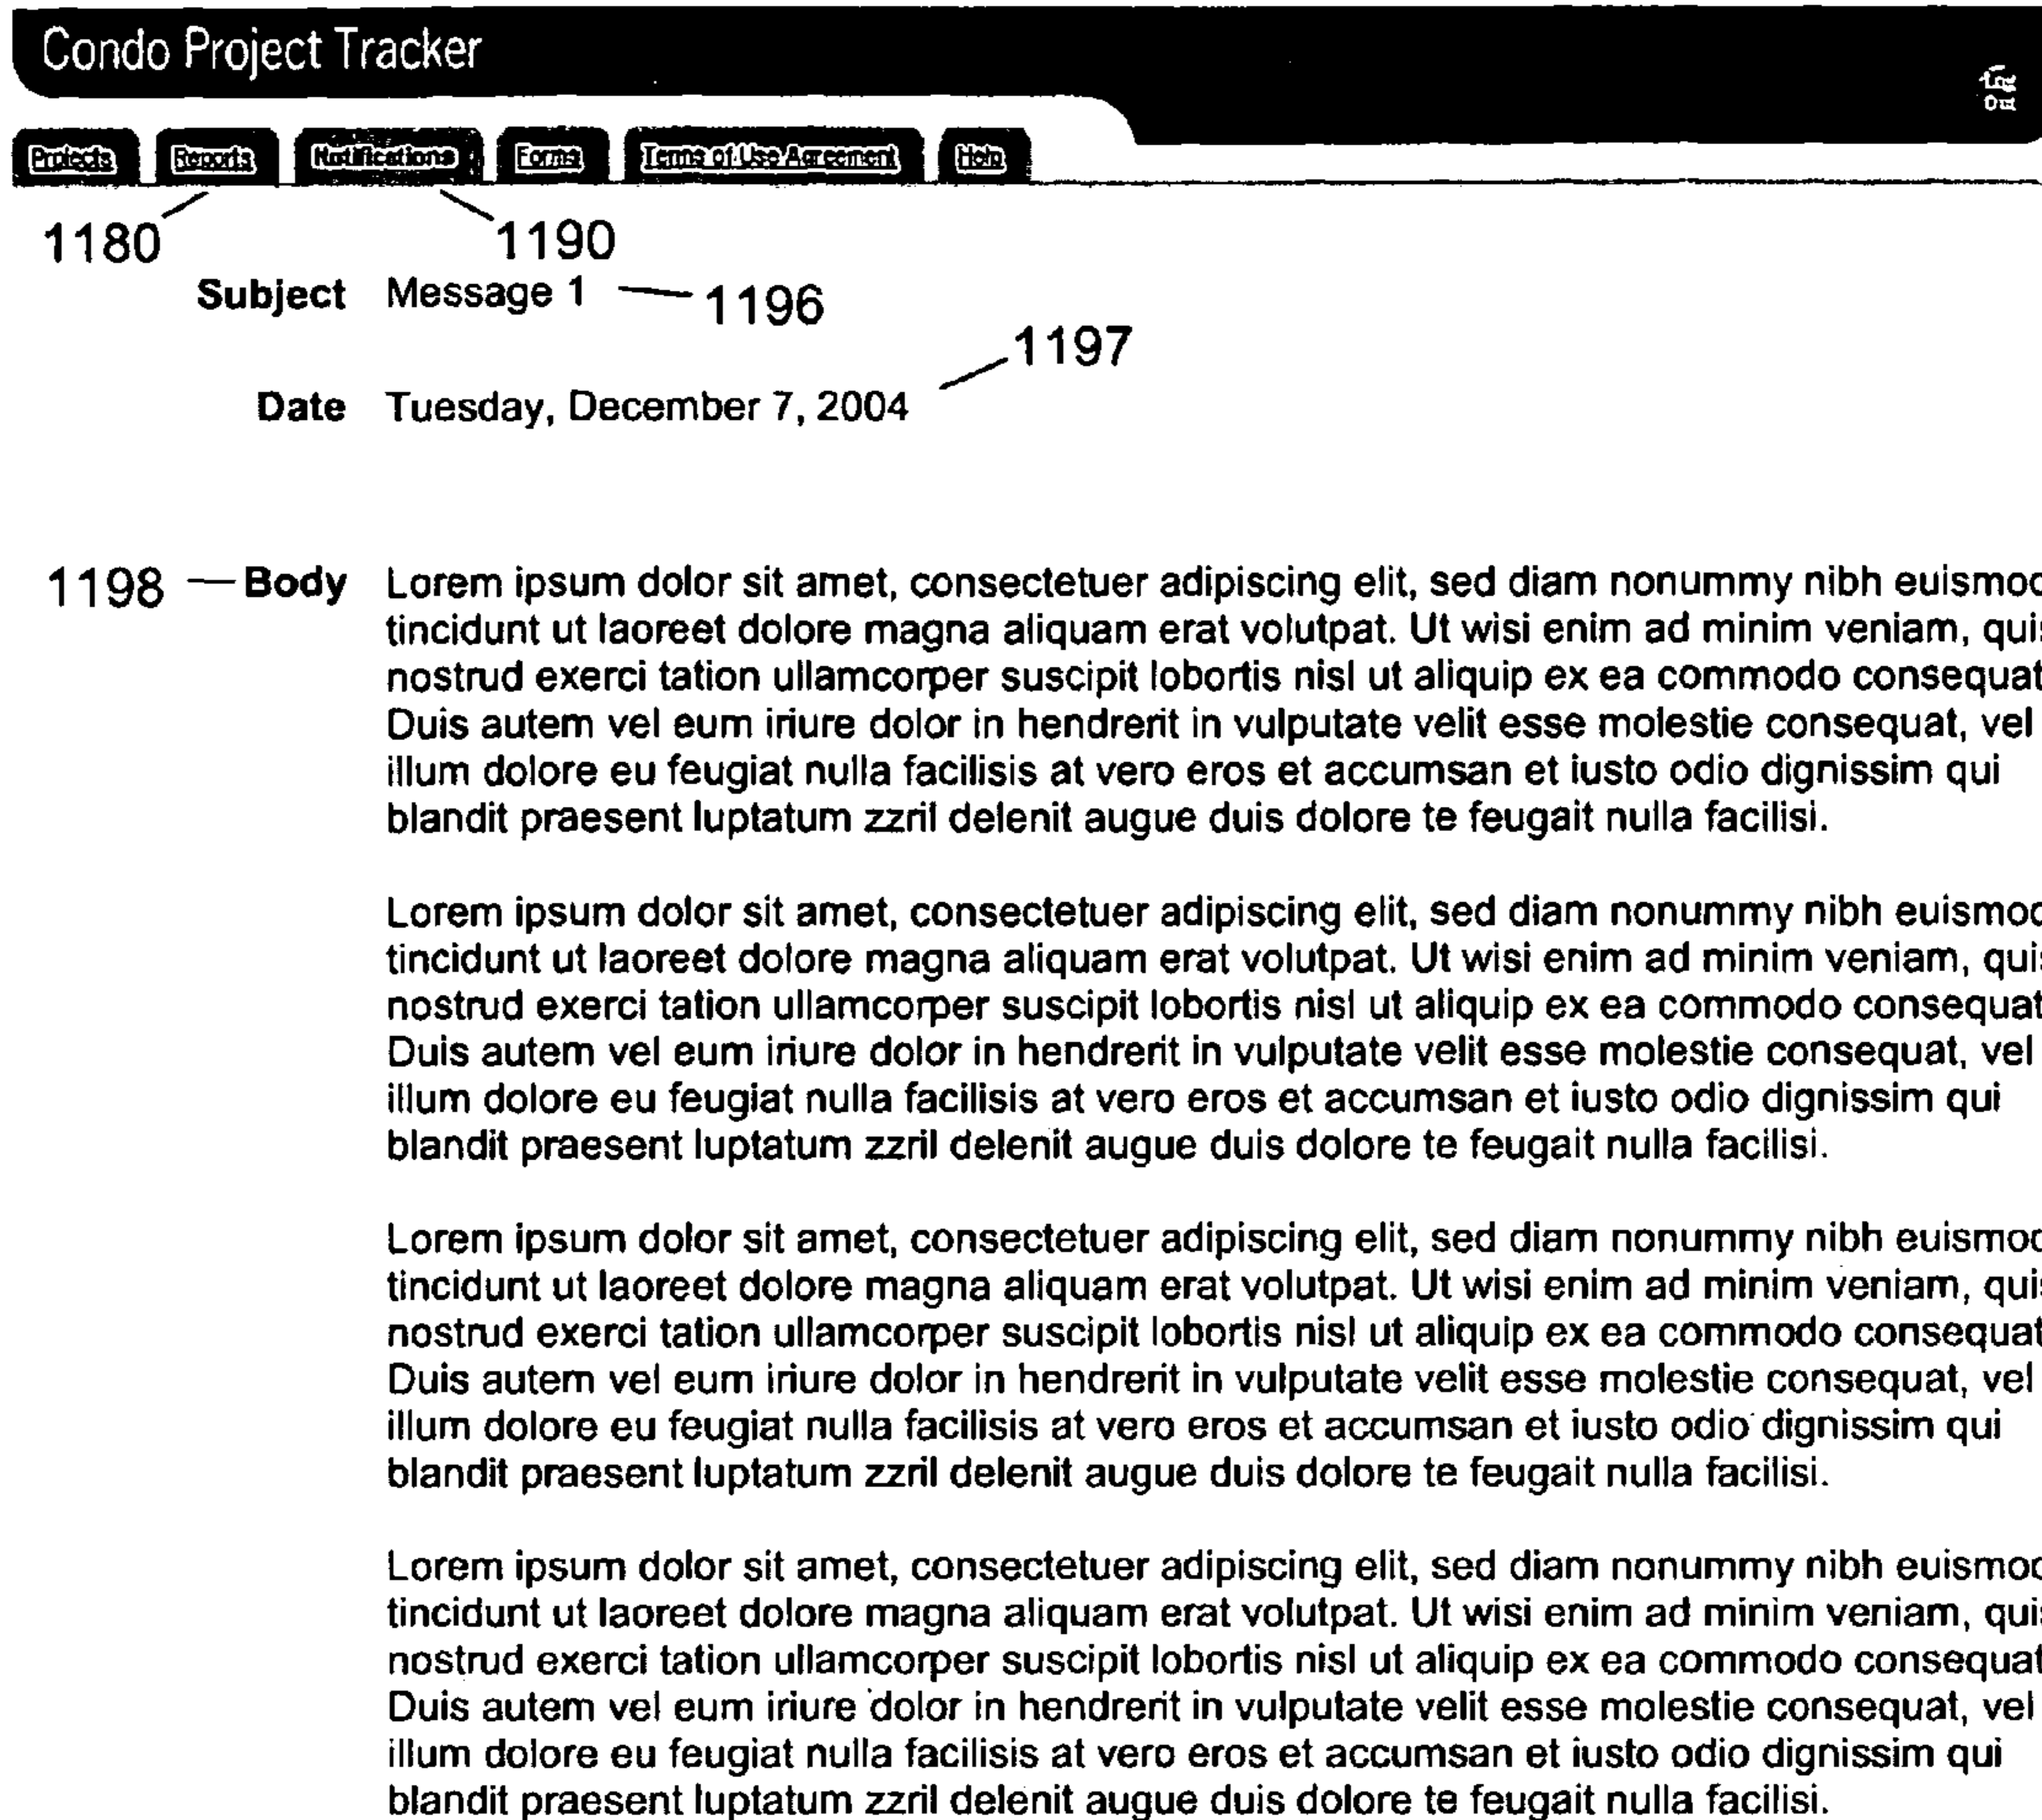 Condo Project Tracker
Log
Out
Projects Reports Notifications Forms Terms of Use Agreement Help
1180 1190
Subject Message 1 1196
1197
Date Tuesday, December 7, 2004
1198 Body Lorem ipsum dolor sit amet, consectetuer adipiscing elit, sed diam nonummy nibh euismod
tincidunt ut laoreet dolore magna aliquam erat volutpat. Ut wisi enim ad minim veniam, quis
nostrud exerci tation ullamcorper suscipit lobortis nisl ut aliquip ex ea commodo consequat
Duis autem vel eum iriure dolor in hendrerit in vulputate velit esse molestie consequat, vel
illum dolore eu feugiat nulla facilisis at vero eros et accumsan et iusto odio dignissim qui
blandit praesent luptatum zzril delenit augue duis dolore te feugait nulla facilisi.
Lorem ipsum dolor sit amet, consectetuer adipiscing elit, sed diam nonummy nibh euismod
tincidunt ut laoreet dolore magna aliquam erat volutpat. Ut wisi enim ad minim veniam, quis
nostrud exerci tation ullamcorper suscipit lobortis nisl ut aliquip ex ea commodo consequat
Duis autem vel eum iriure dolor in hendrerit in vulputate velit esse molestie consequat, vel
illum dolore eu feugiat nulla facilisis at vero eros et accumsan et iusto odio dignissim qui
blandit praesent luptatum zzril delenit augue duis dolore te feugait nulla facilisi.
Lorem ipsum dolor sit amet, consectetuer adipiscing elit, sed diam nonummy nibh euismod
tincidunt ut laoreet dolore magna aliquam erat volutpat. Ut wisi enim ad minim veniam, quis
nostrud exerci tation ullamcorper suscipit lobortis nisl ut aliquip ex ea commodo consequat
Duis autem vel eum iriure dolor in hendrerit in vulputate velit esse molestie consequat, vel
illum dolore eu feugiat nulla facilisis at vero eros et accumsan et iusto odio dignissim qui
blandit praesent luptatum zzril delenit augue duis dolore te feugait nulla facilisi.
Lorem ipsum dolor sit amet, consectetuer adipiscing elit, sed diam nonummy nibh euismod
tincidunt ut laoreet dolore magna aliquam erat volutpat. Ut wisi enim ad minim veniam, quis
nostrud exerci tation ullamcorper suscipit lobortis nisl ut aliquip ex ea commodo consequat
Duis autem vel eum iriure dolor in hendrerit in vulputate velit esse molestie consequat, vel
illum dolore eu feugiat nulla facilisis at vero eros et accumsan et iusto odio dignissim qui
blandit praesent luptatum zzril delenit augue duis dolore te feugait nulla facilisi.